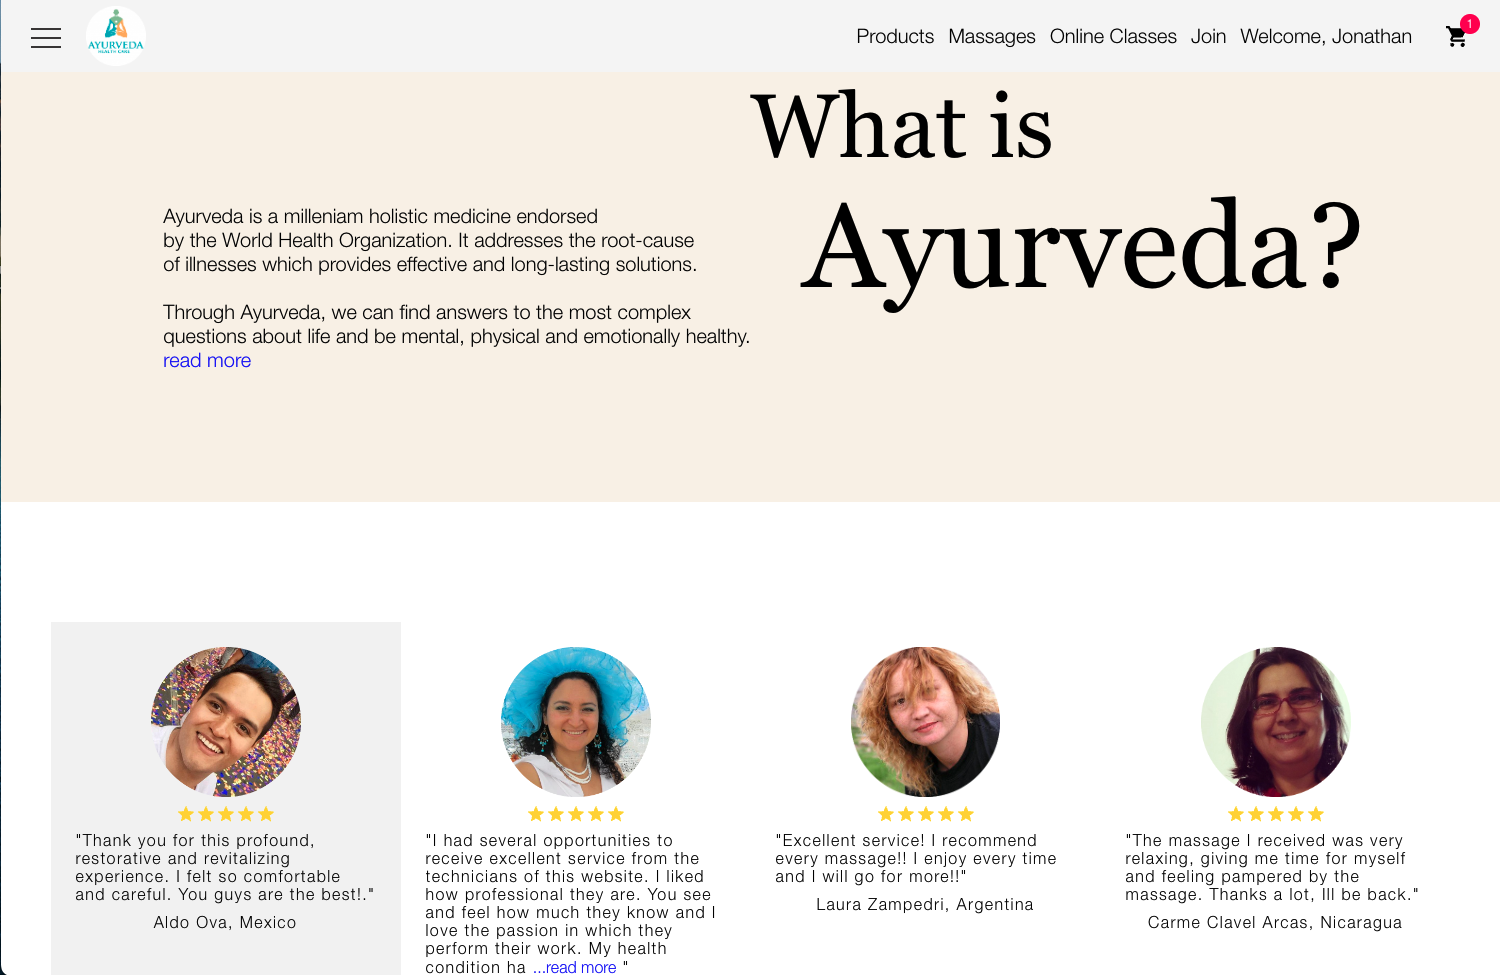 AYURVEDA
HEALTH CARE
Products Massages Online Classes Join Welcome, Jonathan
1
What is
Ayurveda?
Ayurveda is a milleniam holistic medicine endorsed
by the World Health Organization. It addresses the root-cause
of illnesses which provides effective and long-lasting solutions.
Through Ayurveda, we can find answers to the most complex
questions about life and be mental, physical and emotionally healthy.
read more
"Thank you for this profound,
restorative and revitalizing
experience. I felt so comfortable
and careful. You guys are the best!."
Aldo Ova, Mexico
"I had several opportunities to
receive excellent service from the
technicians of this website. I liked
how professional they are. You see
and feel how much they know and I
love the passion in which they
perform their work. My health
condition ha ...read more "
"Excellent service! I recommend
every massage!! I enjoy every time
and I will go for more!!"
Laura Zampedri, Argentina
"The massage I received was very
relaxing, giving me time for myself
and feeling pampered by the
massage. Thanks a lot, Ill be back."
Carme Clavel Arcas, Nicaragua